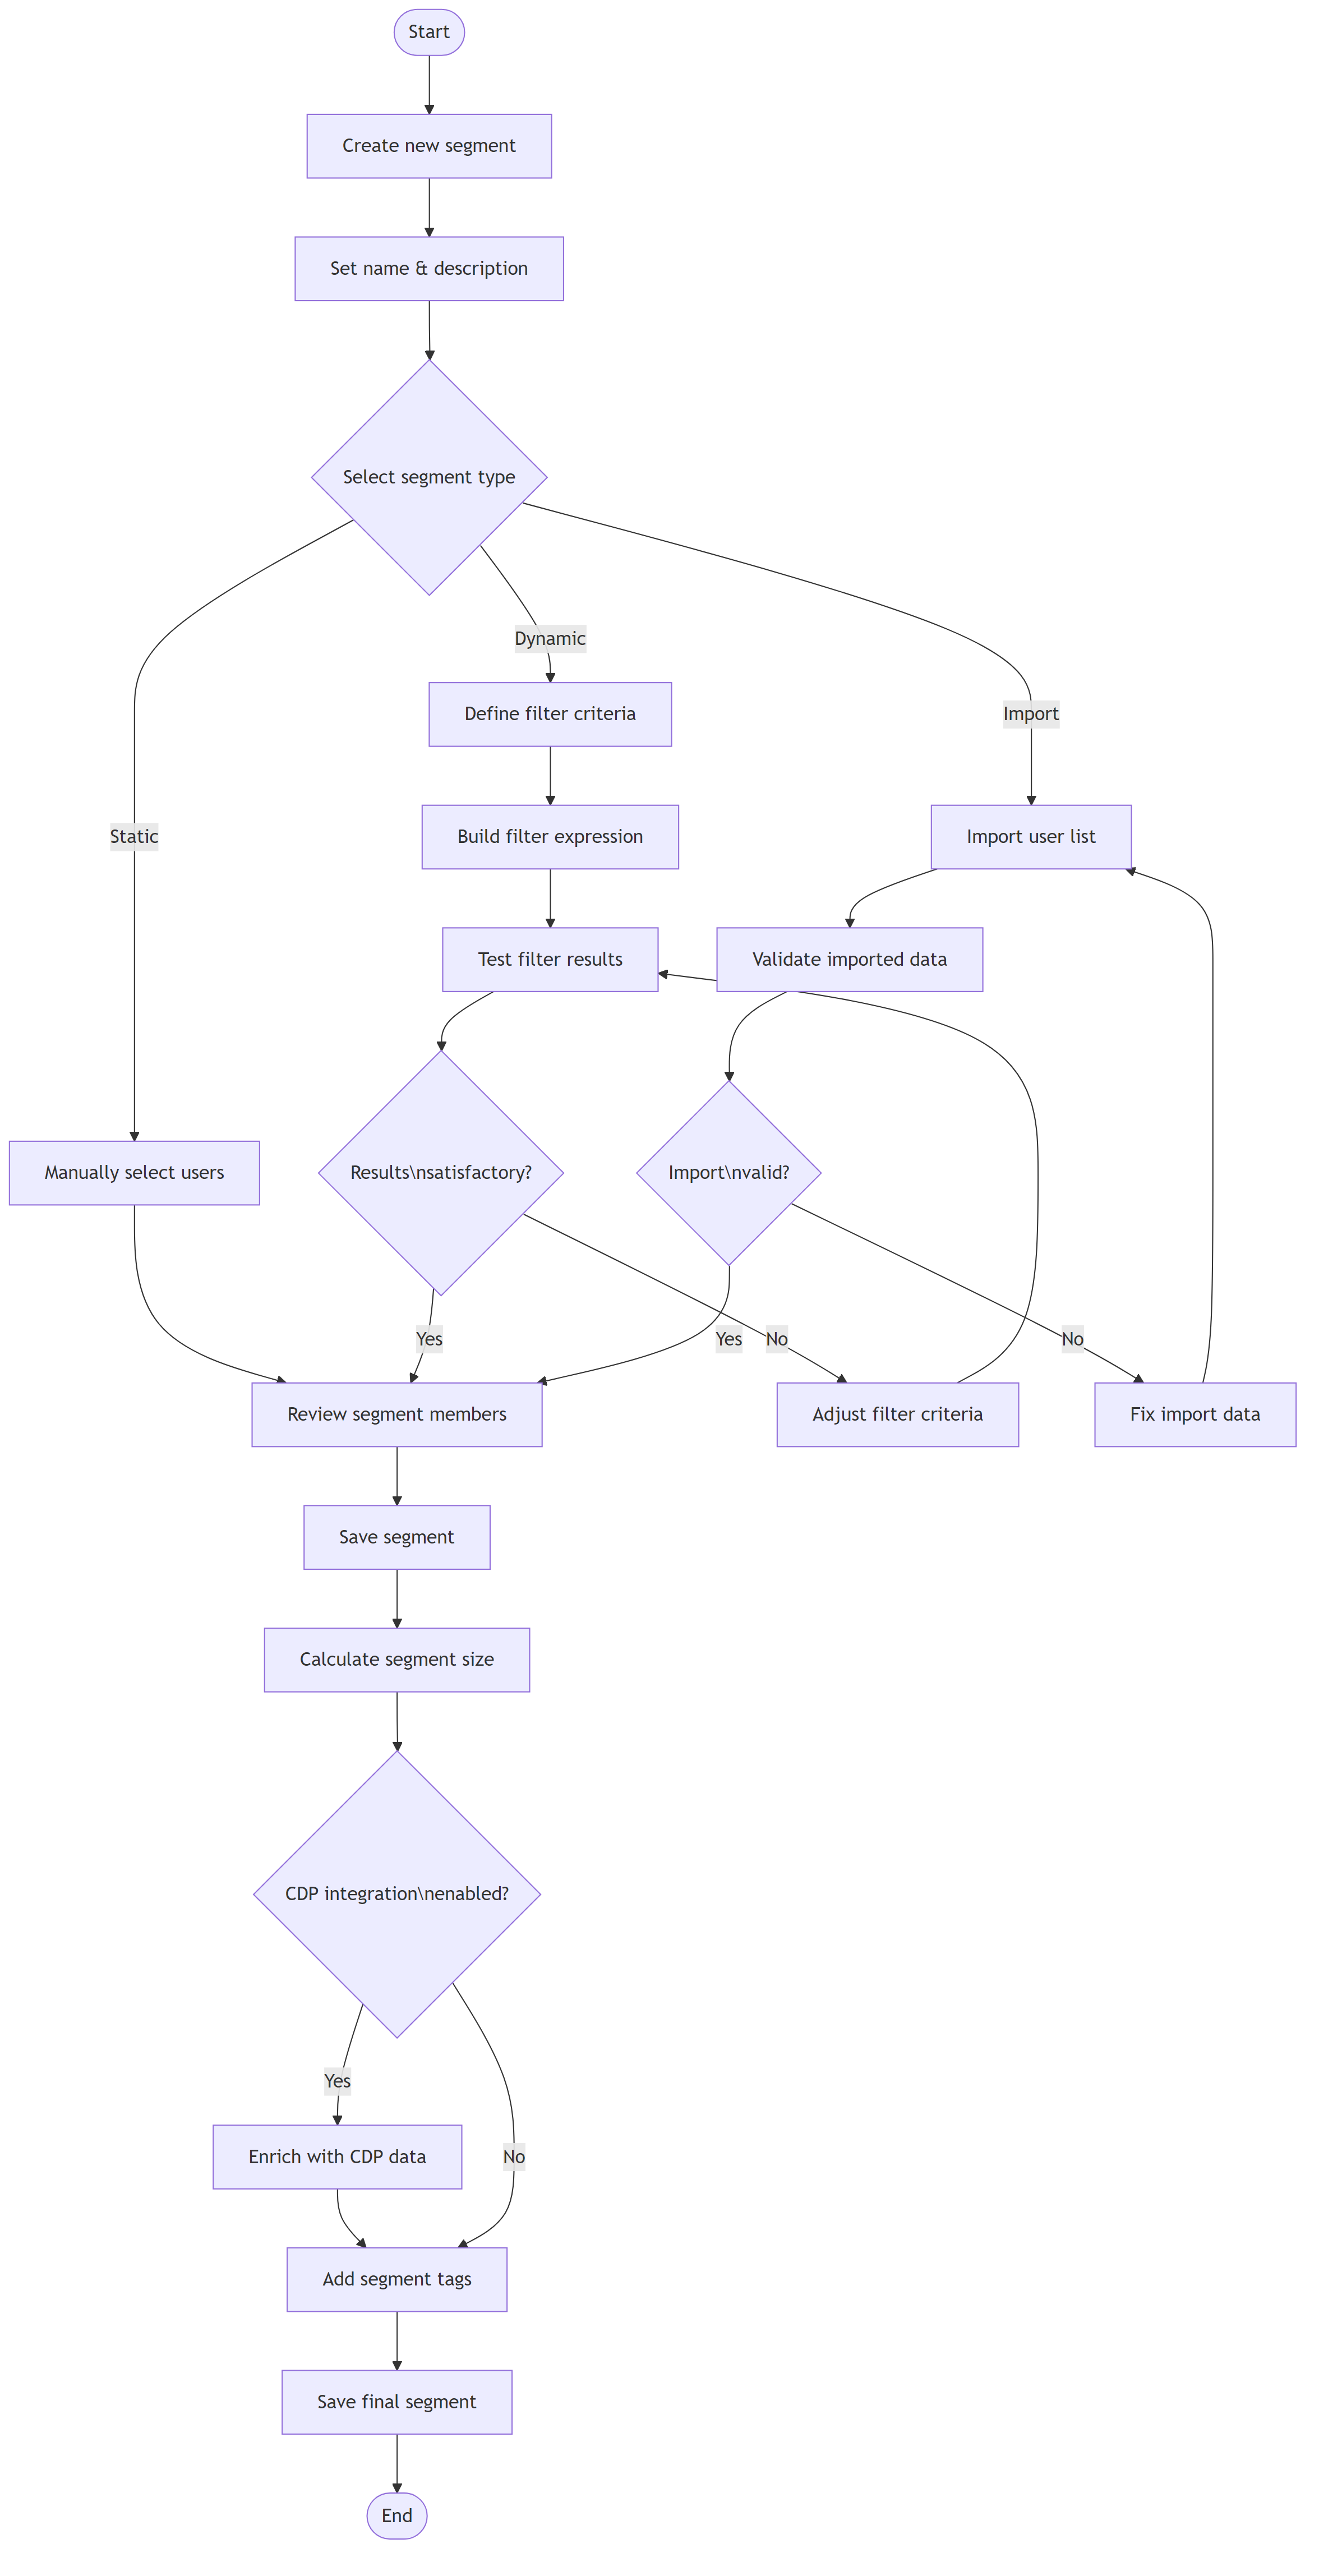 Start
Create new segment
Set name & description
Select segment type
Dynamic
Define filter criteria
Import
Static
Build filter expression
Import user list
Test filter results
Validate imported data
Manually select users
Results\nsatisfactory?
Import\nvalid?
Yes
Yes
No
No
Review segment members
Adjust filter criteria
Fix import data
Save segment
Calculate segment size
CDP integration\nenabled?
Yes
Enrich with CDP data
No
Add segment tags
Save final segment
End